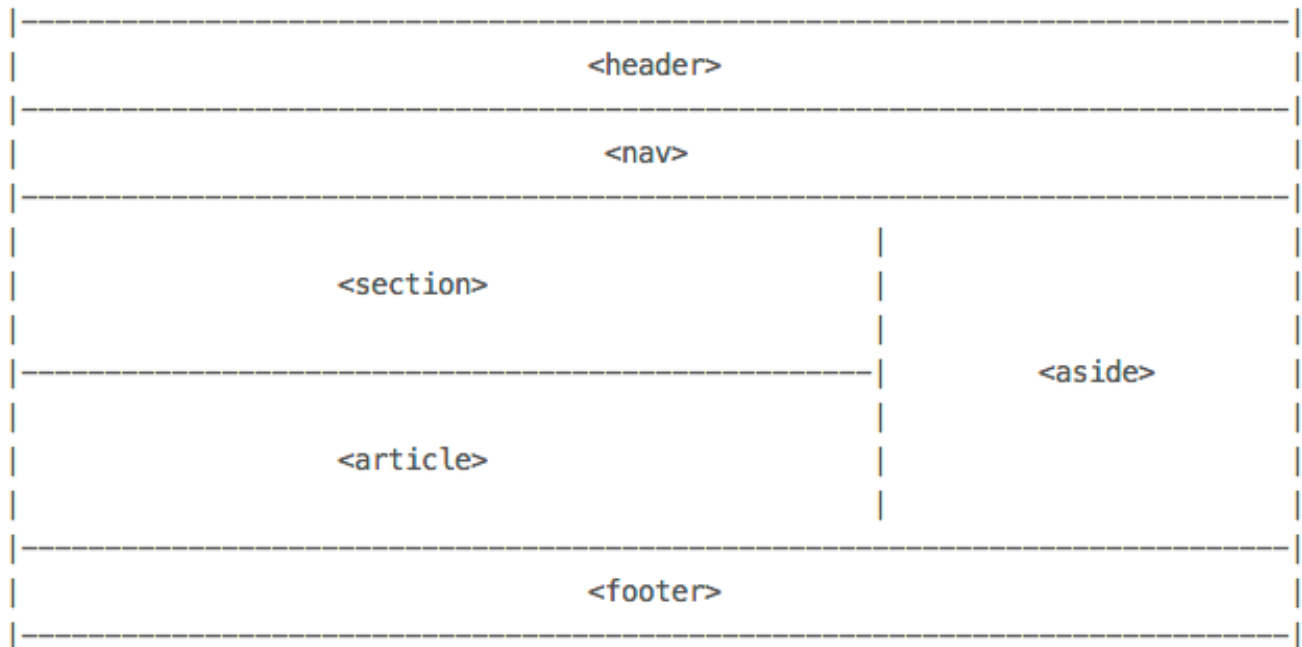 <header>
<nav>
<section>
<aside>
<article>
<footer>